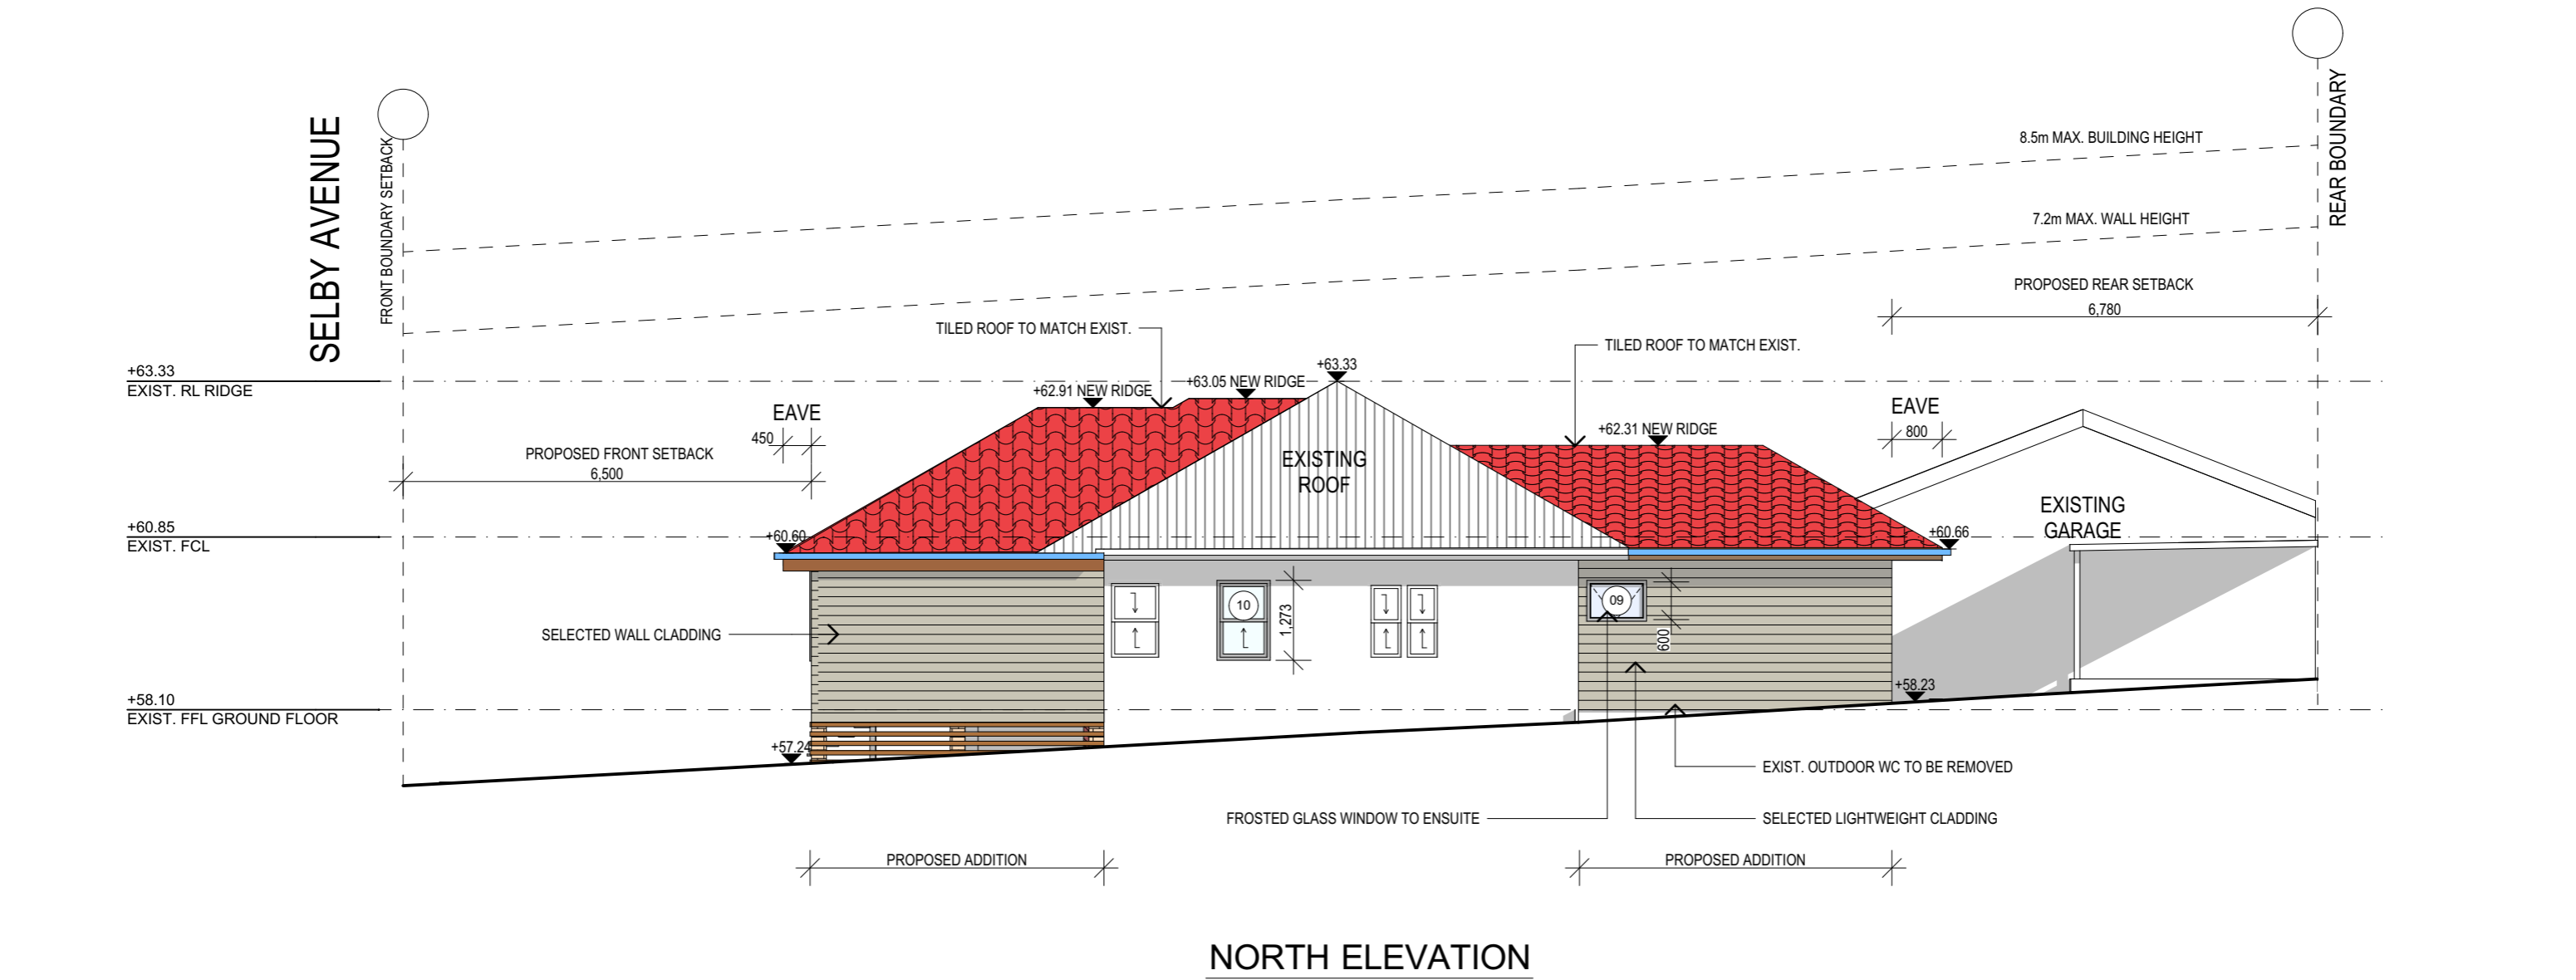 SELBY AVENUE
FRONT BOUNDARY SETBACK
REAR BOUNDARY
8.5m MAX. BUILDING HEIGHT
7.2m MAX. WALL HEIGHT
PROPOSED REAR SETBACK
6,780
TILED ROOF TO MATCH EXIST.
TILED ROOF TO MATCH EXIST.
+63.33
EXIST. RL RIDGE
+63.33
+62.91 NEW RIDGE
+63.05 NEW RIDGE
EAVE
450
EAVE
800
+62.31 NEW RIDGE
PROPOSED FRONT SETBACK
6,500
EXISTING
ROOF
EXISTING
GARAGE
+60.85
EXIST. FCL
+60.60
+60.66
10
1,273
09
600
SELECTED WALL CLADDING
+58.10
EXIST. FFL GROUND FLOOR
+58.23
+57.24
EXIST. OUTDOOR WC TO BE REMOVED
FROSTED GLASS WINDOW TO ENSUITE
SELECTED LIGHTWEIGHT CLADDING
PROPOSED ADDITION
PROPOSED ADDITION
NORTH ELEVATION